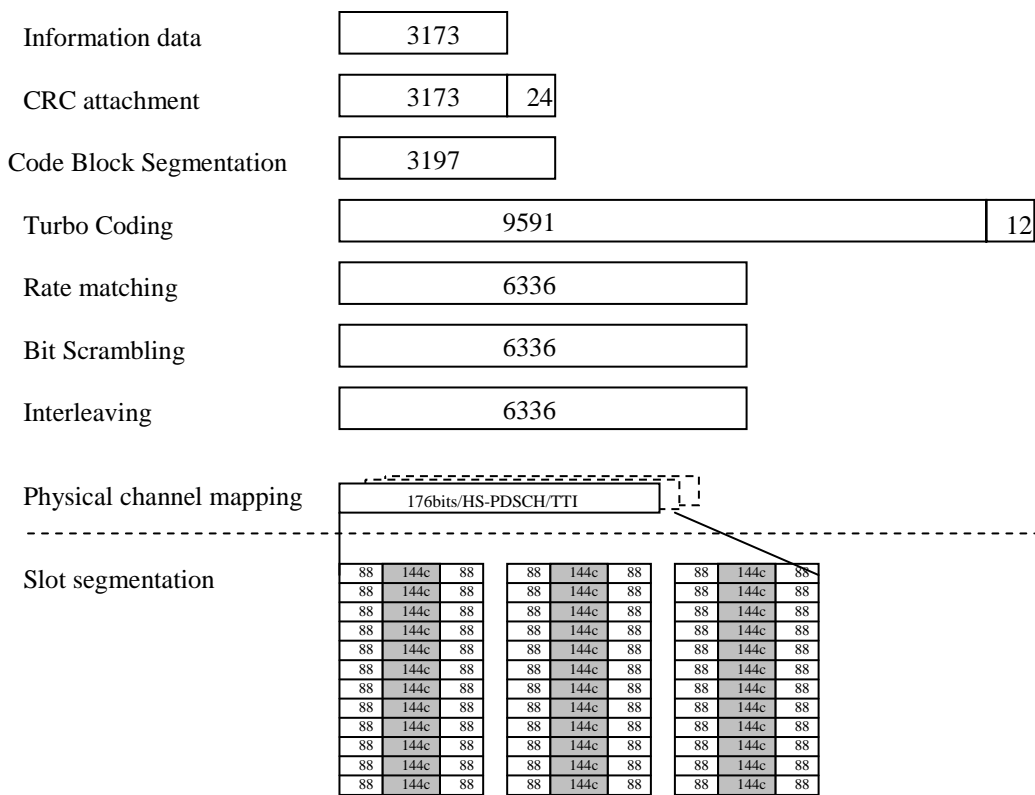 Information data 3173
CRC attachment 3173 24
Code Block Segmentation 3197
Turbo Coding 9591 12
Rate matching 6336
Bit Scrambling 6336
Interleaving 6336
Physical channel mapping 176bits/HS-PDSCH/TTI
Slot segmentation
88 144c 88 88 144c 88 88 144c 88
88 144c 88 88 144c 88 88 144c 88
88 144c 88 88 144c 88 88 144c 88
88 144c 88 88 144c 88 88 144c 88
88 144c 88 88 144c 88 88 144c 88
88 144c 88 88 144c 88 88 144c 88
88 144c 88 88 144c 88 88 144c 88
88 144c 88 88 144c 88 88 144c 88
88 144c 88 88 144c 88 88 144c 88
88 144c 88 88 144c 88 88 144c 88
88 144c 88 88 144c 88 88 144c 88
88 144c 88 88 144c 88 88 144c 88